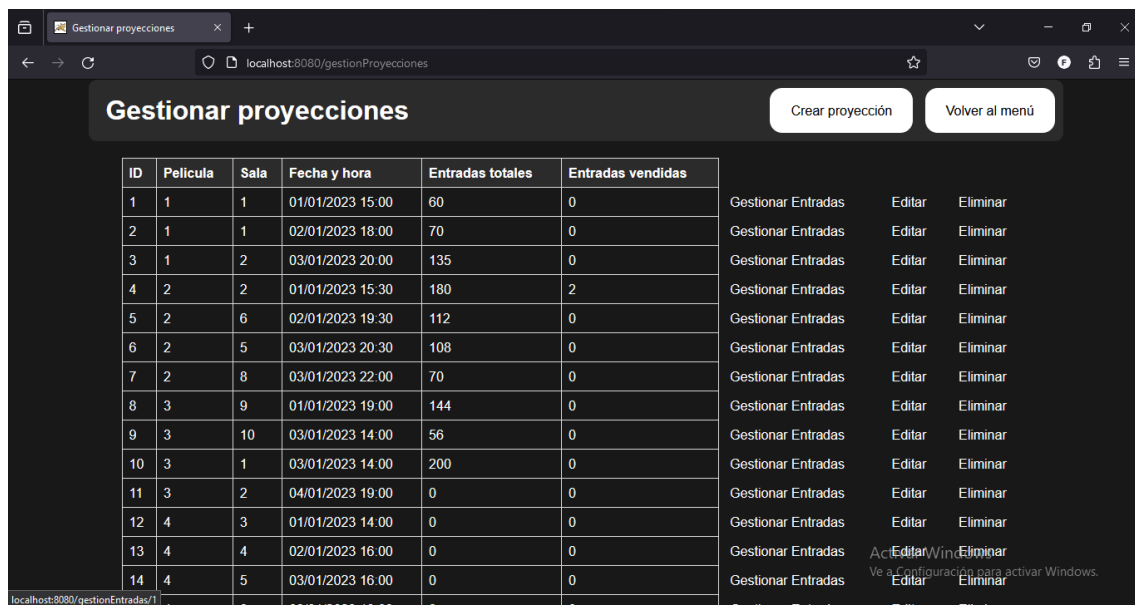 Gestionar proyecciones
localhost:8080/gestionProyecciones
Gestionar proyecciones Crear proyección Volver al menú
ID Pelicula Sala Fecha y hora Entradas totales Entradas vendidas
1 1 1 01/01/2023 15:00 60 0 Gestionar Entradas Editar Eliminar
2 1 1 02/01/2023 18:00 70 0 Gestionar Entradas Editar Eliminar
3 1 2 03/01/2023 20:00 135 0 Gestionar Entradas Editar Eliminar
4 2 2 01/01/2023 15:30 180 2 Gestionar Entradas Editar Eliminar
5 2 6 02/01/2023 19:30 112 0 Gestionar Entradas Editar Eliminar
6 2 5 03/01/2023 20:30 108 0 Gestionar Entradas Editar Eliminar
7 2 8 03/01/2023 22:00 70 0 Gestionar Entradas Editar Eliminar
8 3 9 01/01/2023 19:00 144 0 Gestionar Entradas Editar Eliminar
9 3 10 03/01/2023 14:00 56 0 Gestionar Entradas Editar Eliminar
10 3 1 03/01/2023 14:00 200 0 Gestionar Entradas Editar Eliminar
11 3 2 04/01/2023 19:00 0 0 Gestionar Entradas Editar Eliminar
12 4 3 01/01/2023 14:00 0 0 Gestionar Entradas Editar Eliminar
13 4 4 02/01/2023 16:00 0 0 Gestionar Entradas Editar Eliminar
Activar Windows
14 4 5 03/01/2023 16:00 0 0 Gestionar Entradas Editar Eliminar
Ve a Configuración para activar Windows.
localhost:8080/gestionEntradas/1